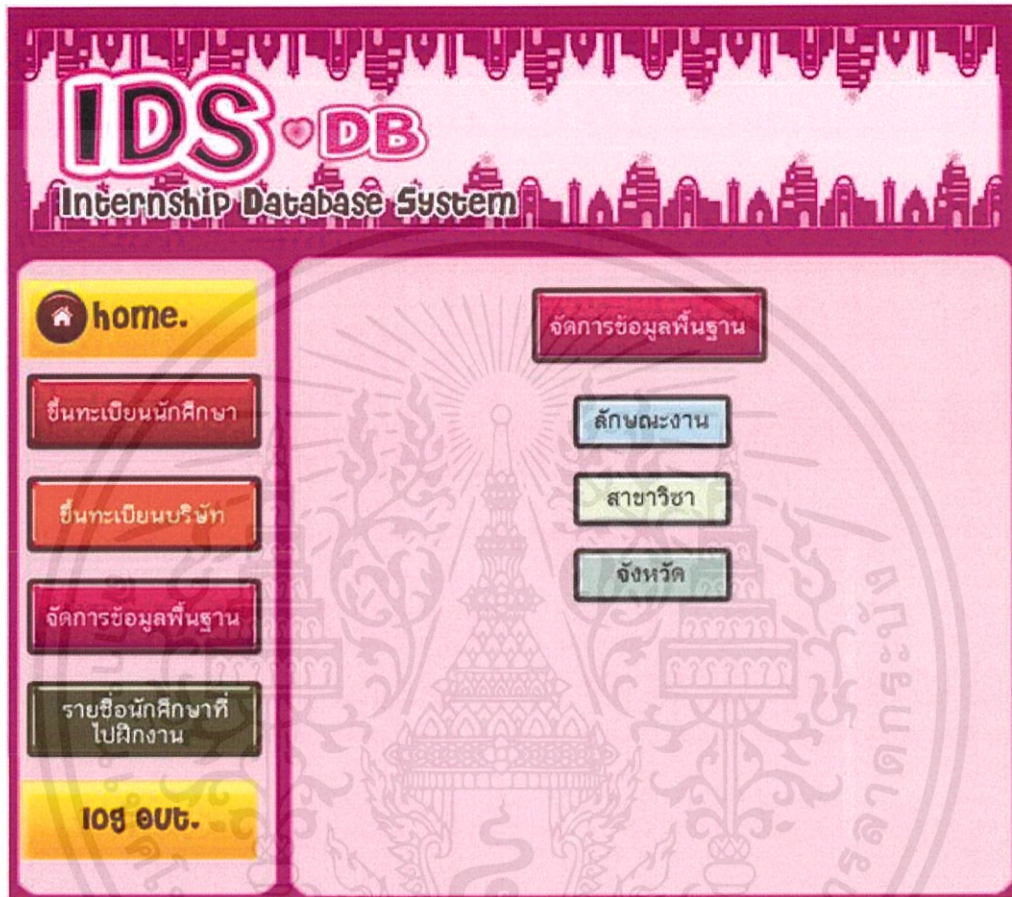 IDS DB
Internship Database System
home.
ขึ้นทะเบียนนักศึกษา
ขึ้นทะเบียนบริษัท
จัดการข้อมูลพื้นฐาน
รายชื่อนักศึกษาที่
ไปฝึกงาน
log out.
จัดการข้อมูลพื้นฐาน
ลักษณะงาน
สาขาวิชา
จังหวัด